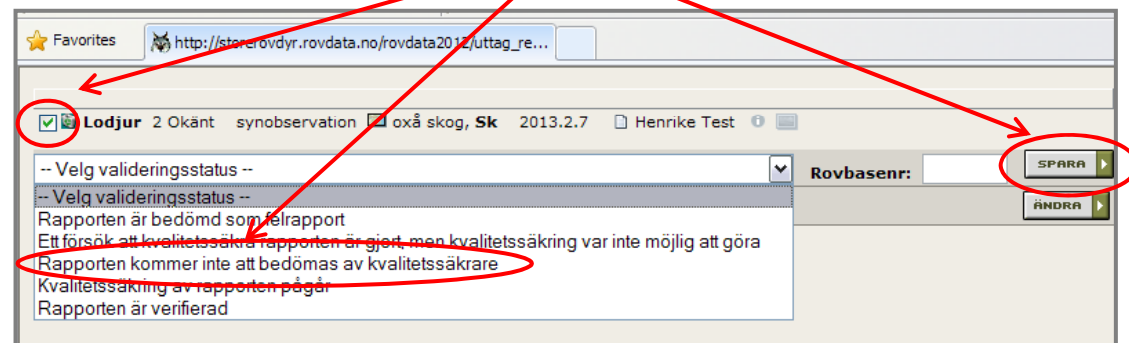 Favorites http://storerovdyr.rovdata.no/rovdata2012/uttag_re...
Lodjur 2 Okänt synobservation oxå skog, Sk 2013.2.7 Henrike Test
-- Velg valideringsstatus -- Rovbasenr: SPARA
-- Velg valideringsstatus -- ÄNDRA
Rapporten är bedömd som felrapport
Ett försök att kvalitetssäkra rapporten är gjort, men kvalitetssäkring var inte möjlig att göra
Rapporten kommer inte att bedömas av kvalitetssäkrare
Kvalitetssäkring av rapporten pågår
Rapporten är verifierad